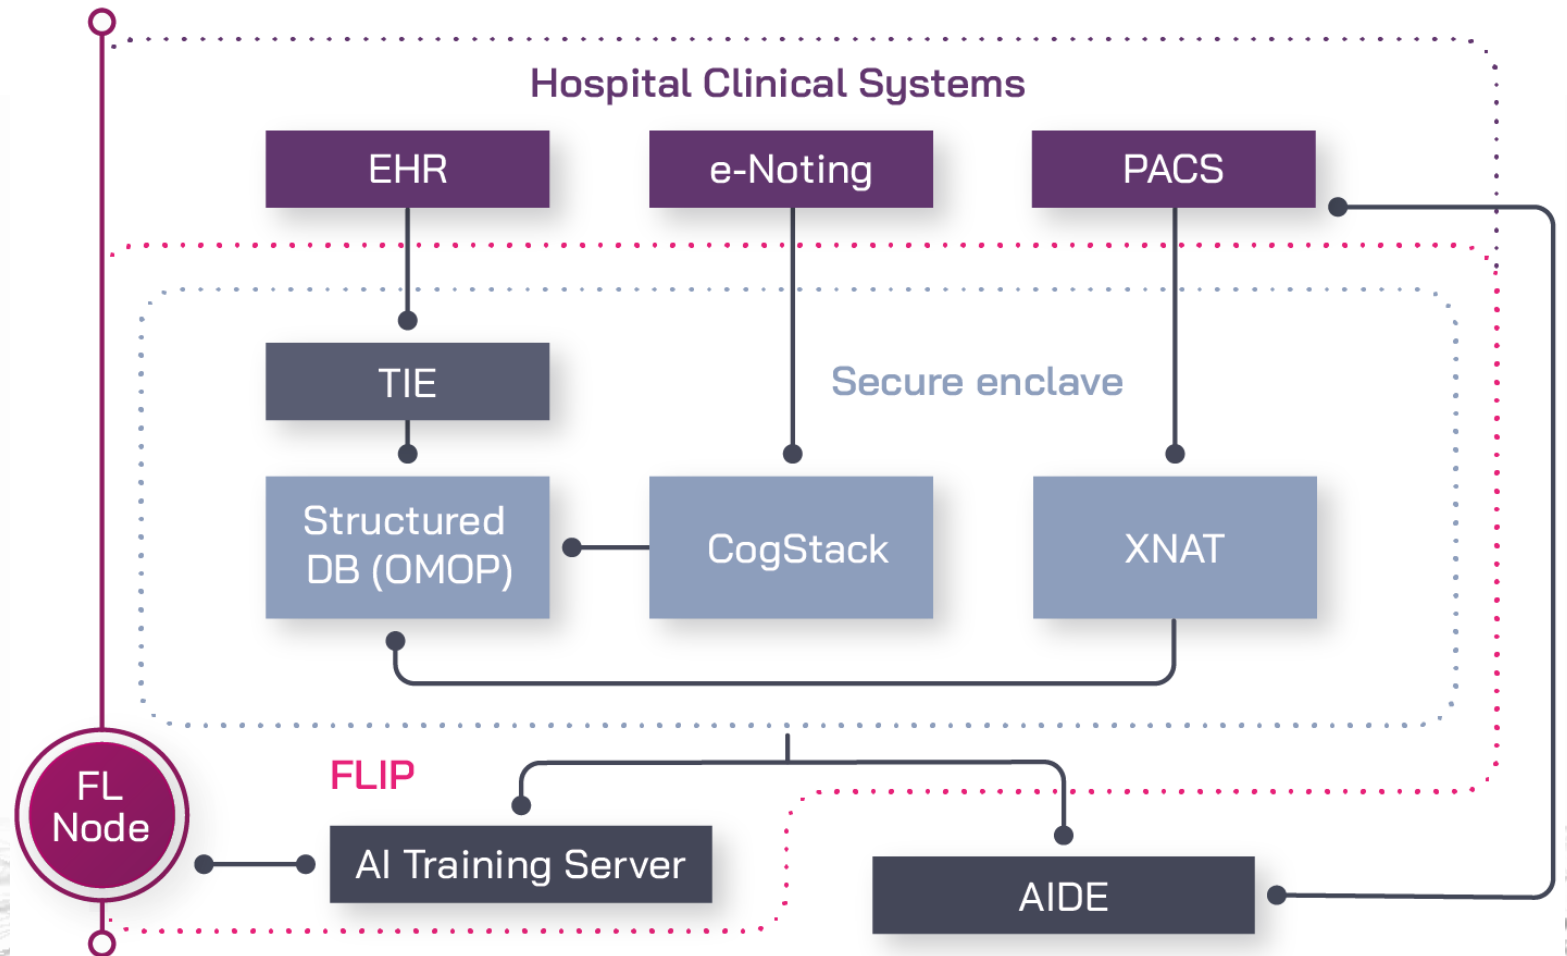 Hospital Clinical Systems
EHR
e-Noting
PACS
TIE
Secure enclave
Structured
DB (OMOP)
CogStack
XNAT
FLIP
FL
Node
AI Training Server
AIDE